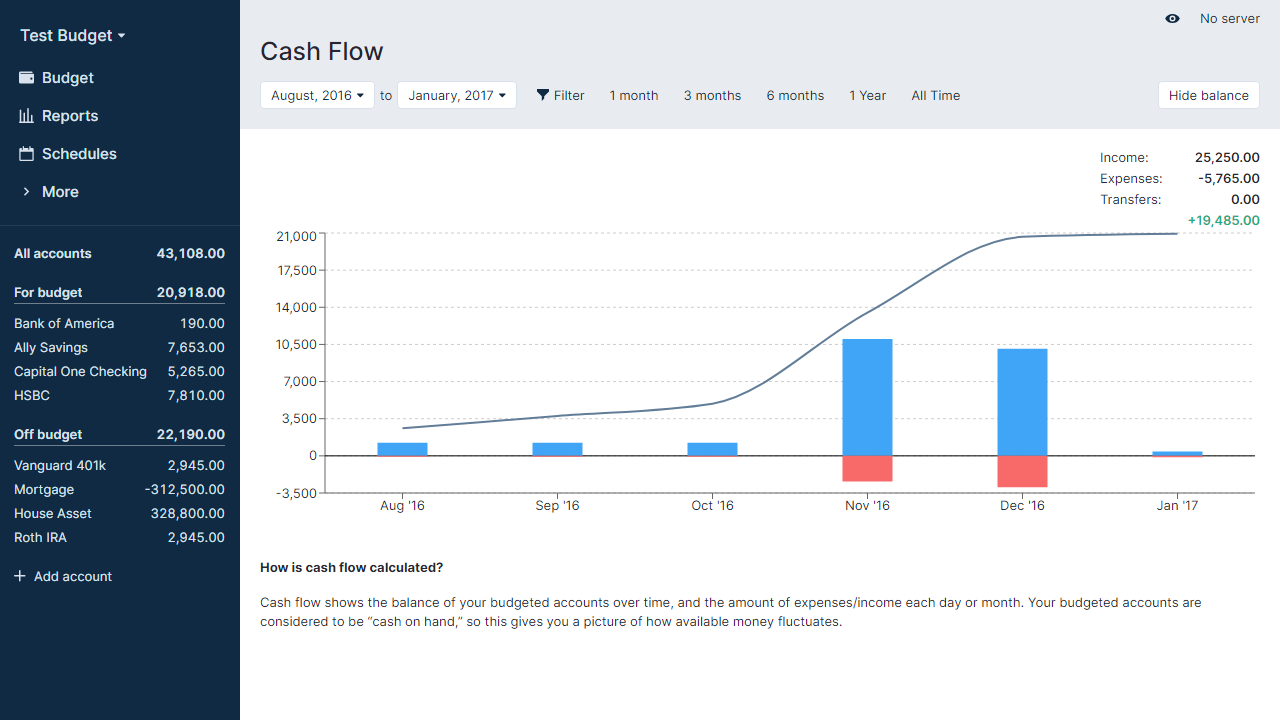 Test Budget
Budget
Reports
Schedules
More
All accounts 43,108.00
For budget 20,918.00
Bank of America 190.00
Ally Savings 7,653.00
Capital One Checking 5,265.00
HSBC 7,810.00
Off budget 22,190.00
Vanguard 401k 2,945.00
Mortgage -312,500.00
House Asset 328,800.00
Roth IRA 2,945.00
Add account
No server
Cash Flow
August, 2016 to January, 2017 Filter 1 month 3 months 6 months 1 Year All Time Hide balance
Income: 25,250.00
Expenses: -5,765.00
Transfers: 0.00
+19,485.00
21,000
17,500
14,000
10,500
7,000
3,500
0
-3,500
Aug '16 Sep '16 Oct '16 Nov '16 Dec '16 Jan '17
How is cash flow calculated?
Cash flow shows the balance of your budgeted accounts over time, and the amount of expenses/income each day or month. Your budgeted accounts are
considered to be “cash on hand,” so this gives you a picture of how available money fluctuates.